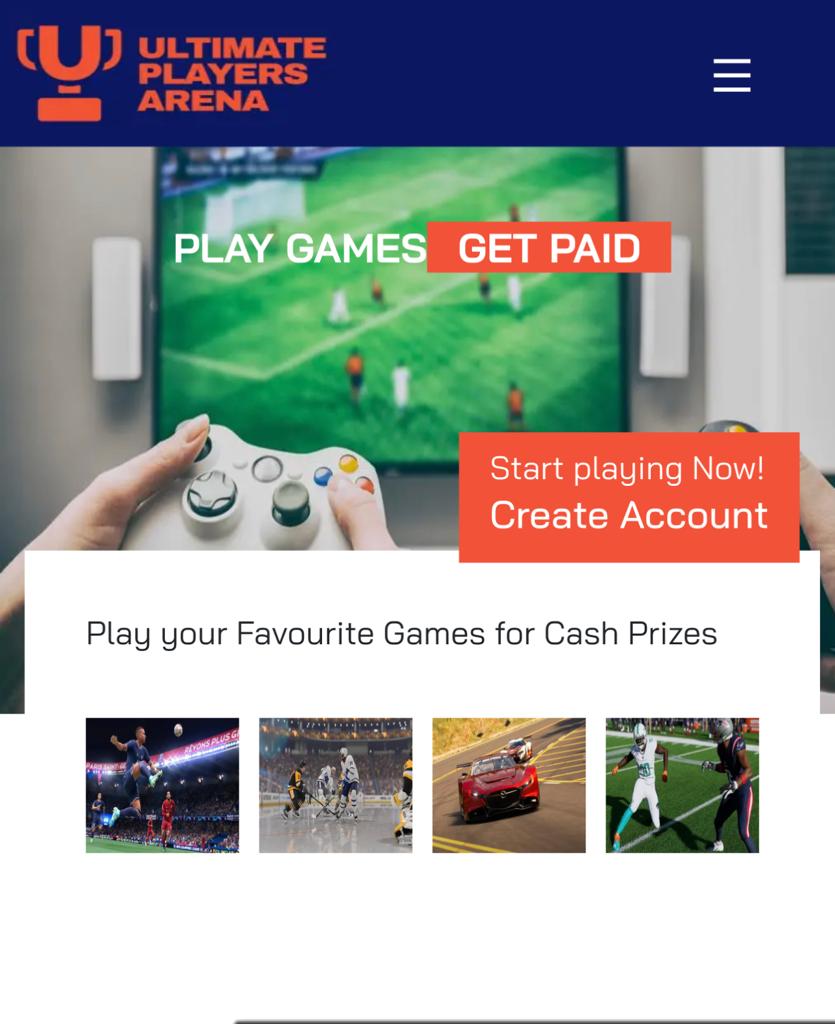 ULTIMATE
PLAYERS
ARENA
PLAY GAMES GET PAID
Start playing Now!
Create Account
Play your Favourite Games for Cash Prizes